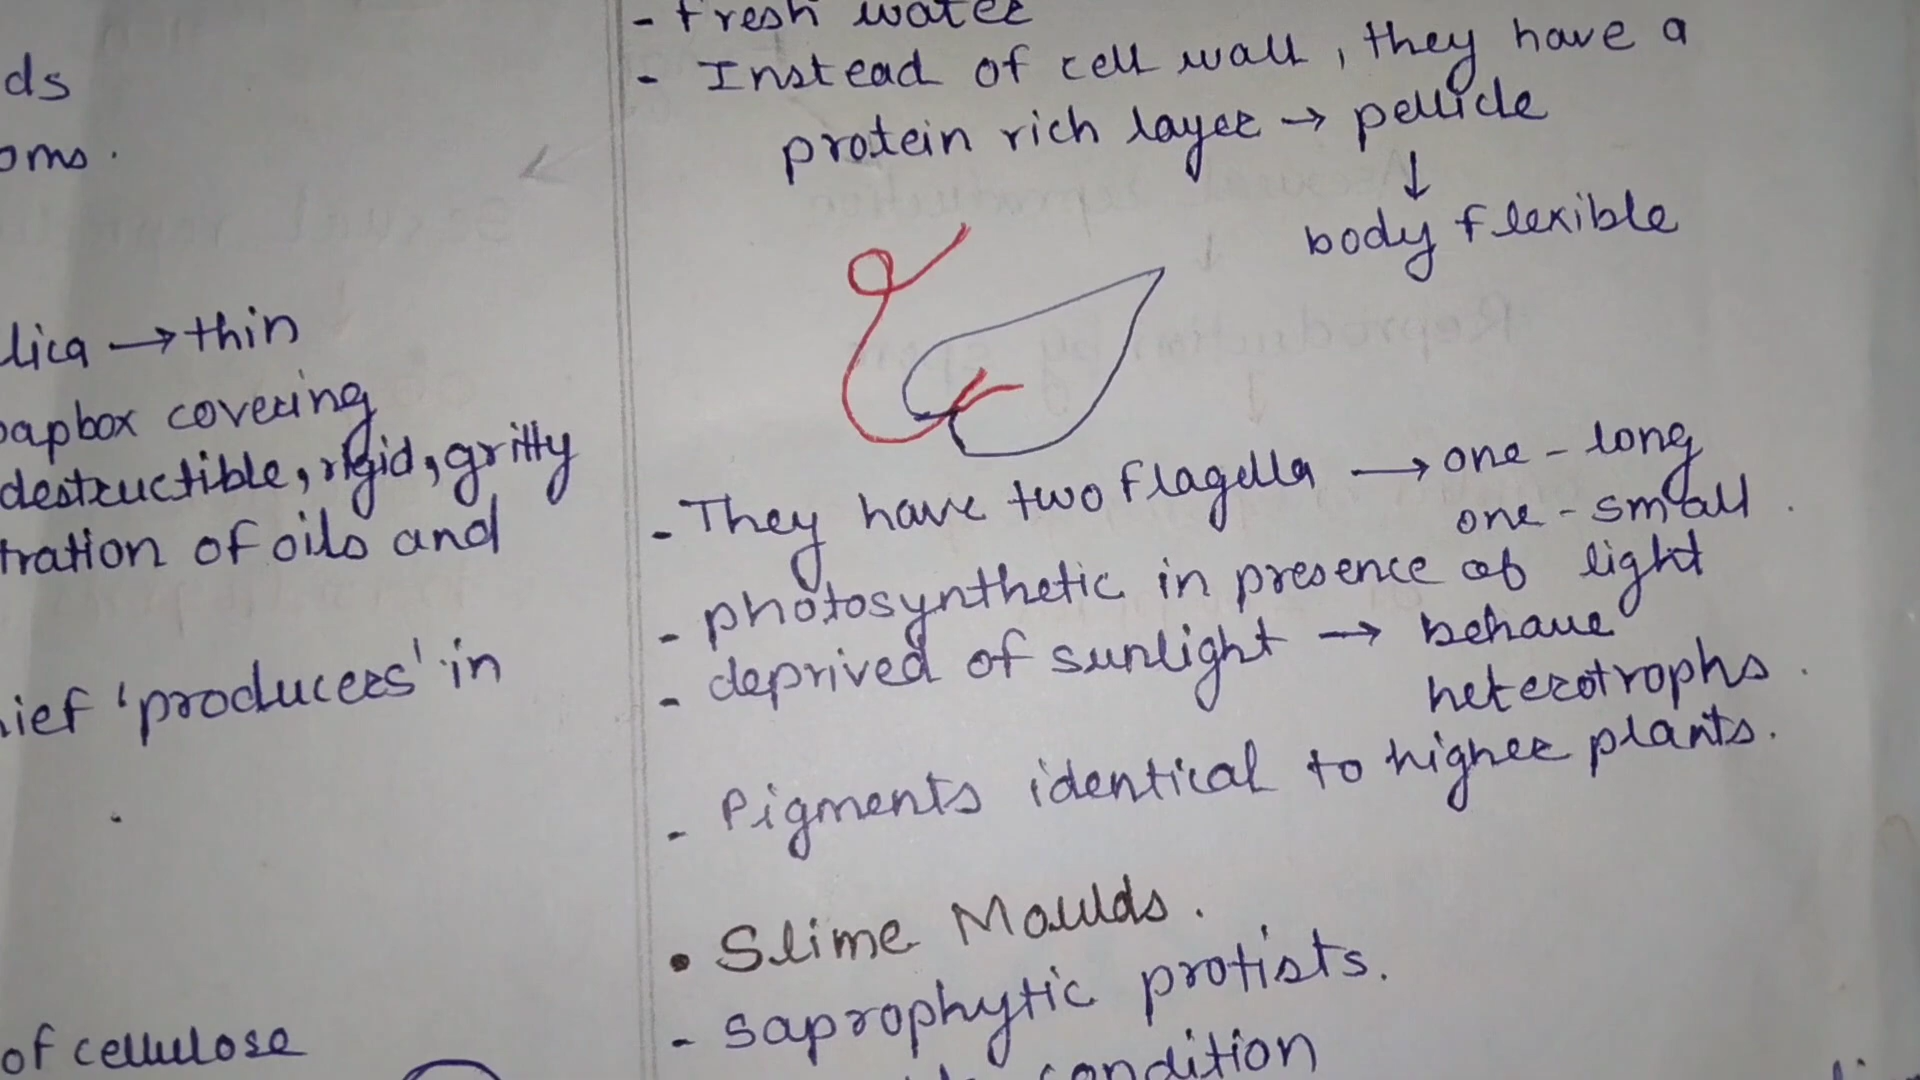 ds
oms.
lica → thin
oapbox covering
destructible, rigid, gritty
tration of oils and
hief 'producers' in
of cellulose
- Fresh water
- Instead of cell wall, they have a
protein rich layer → pellicle
↓
body flexible
- They have two flagella → one - long
one - small.
- photosynthetic in presence of light
- deprived of sunlight → behave
heterotrophs.
- Pigments identical to higher plants.
• Slime Moulds.
- saprophytic protists.
condition